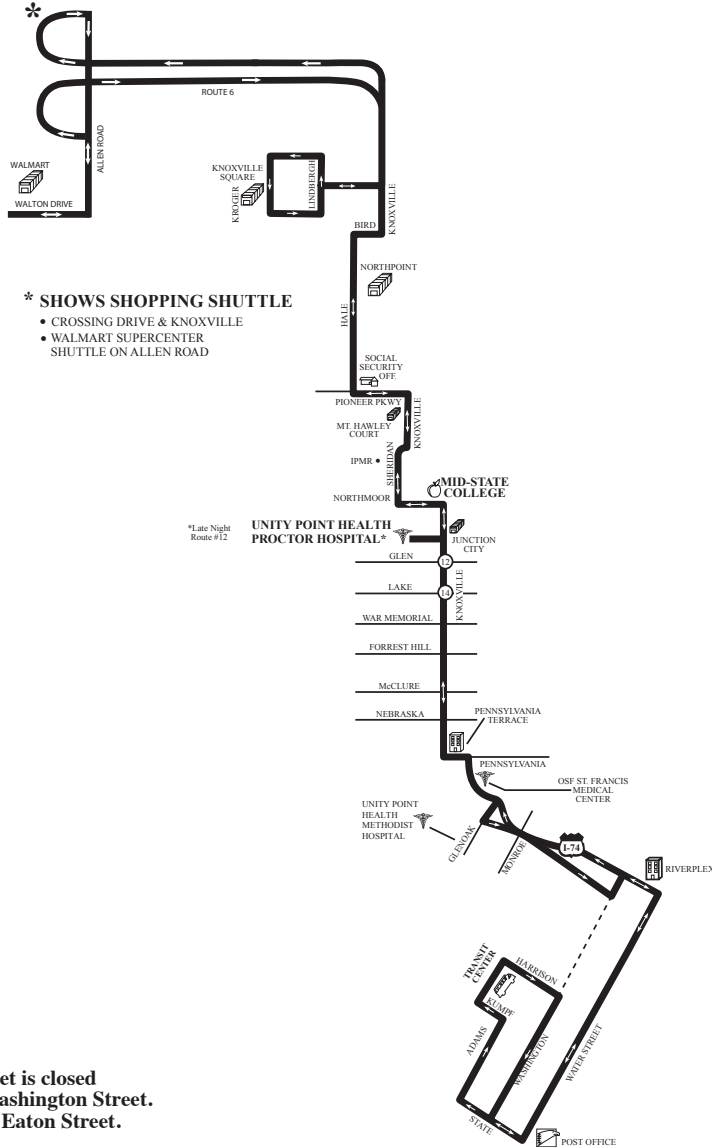 *
ROUTE 6
ALLEN ROAD
WALMART
WALTON DRIVE
KNOXVILLE
SQUARE
KROGER
LINDBERGH
KNOXVILLE
BIRD
NORTHPOINT
HALE
* SHOWS SHOPPING SHUTTLE
• CROSSING DRIVE & KNOXVILLE
• WALMART SUPERCENTER
SHUTTLE ON ALLEN ROAD
SOCIAL
SECURITY
OFF.
PIONEER PKWY
MT. HAWLEY
COURT
KNOXVILLE
IPMR •
SHERIDAN
NORTHMOOR
MID-STATE
COLLEGE
*Late Night
Route #12
UNITY POINT HEALTH
PROCTOR HOSPITAL*
JUNCTION
CITY
GLEN
12
LAKE
14
KNOXVILLE
WAR MEMORIAL
FORREST HILL
McCLURE
NEBRASKA
PENNSYLVANIA
TERRACE
PENNSYLVANIA
OSF ST. FRANCIS
MEDICAL
CENTER
UNITY POINT
HEALTH
METHODIST
HOSPITAL
GLENOAK
MONROE
I-74
RIVERPLEX
TRANSIT
CENTER
HARRISON
KUMPF
ADAMS
WASHINGTON
WATER STREET
STATE
POST OFFICE
et is closed
ashington Street.
Eaton Street.